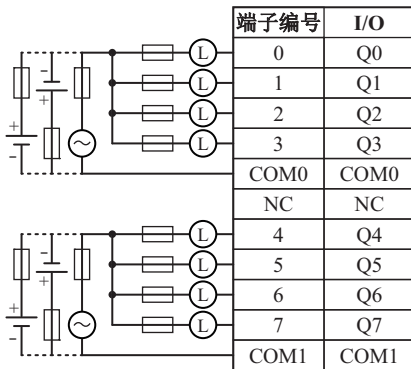 端子编号 I/O
L 0 Q0
L 1 Q1
L 2 Q2
L 3 Q3
COM0 COM0
NC NC
L 4 Q4
L 5 Q5
L 6 Q6
L 7 Q7
COM1 COM1